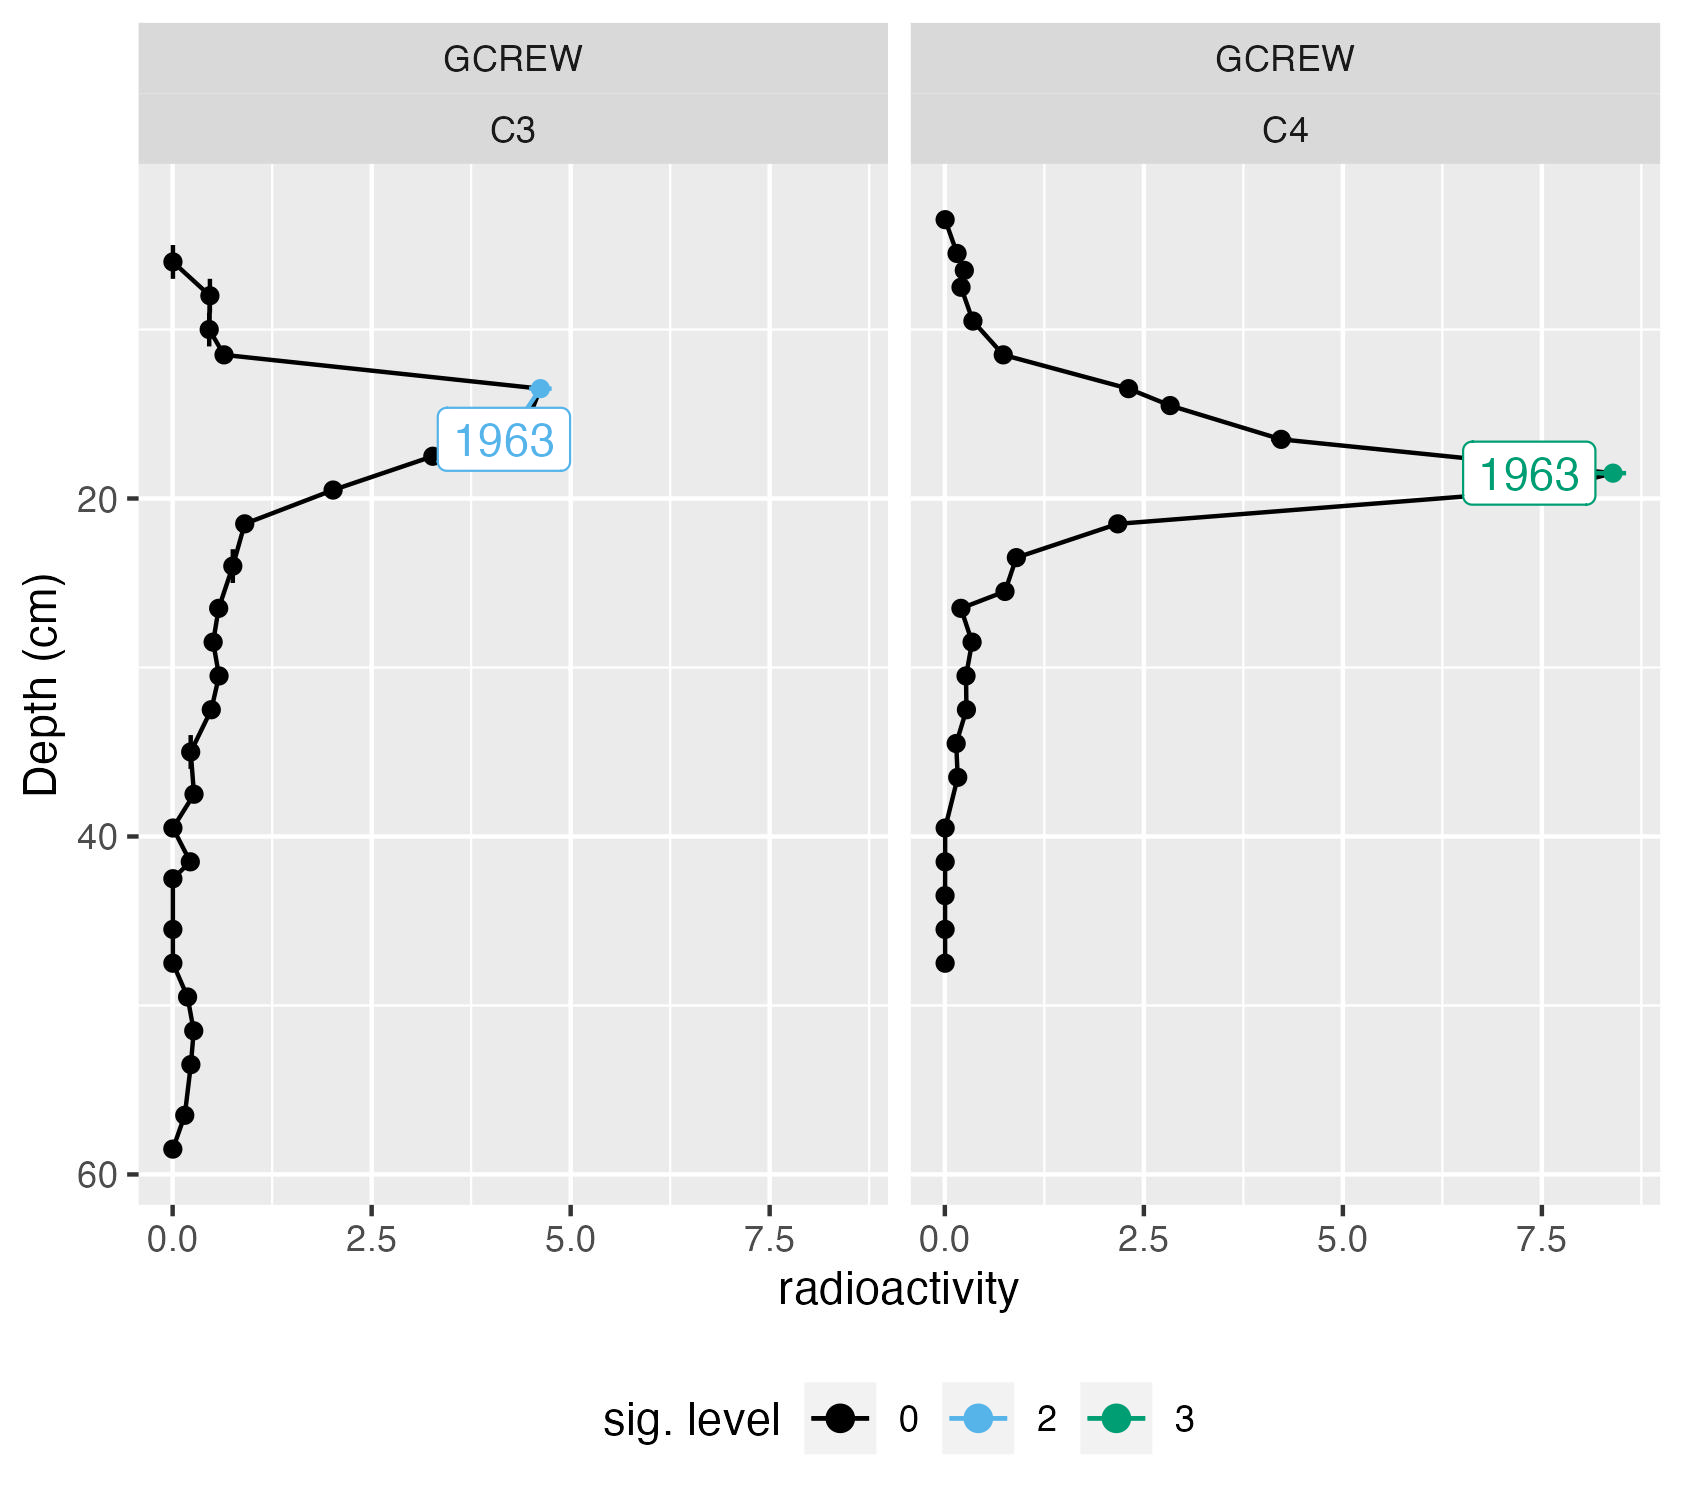 GCREW
GCREW
C3
C4
1963
1963
Depth (cm)
20
40
60
0.0 2.5 5.0 7.5
0.0 2.5 5.0 7.5
radioactivity
sig. level 0 2 3